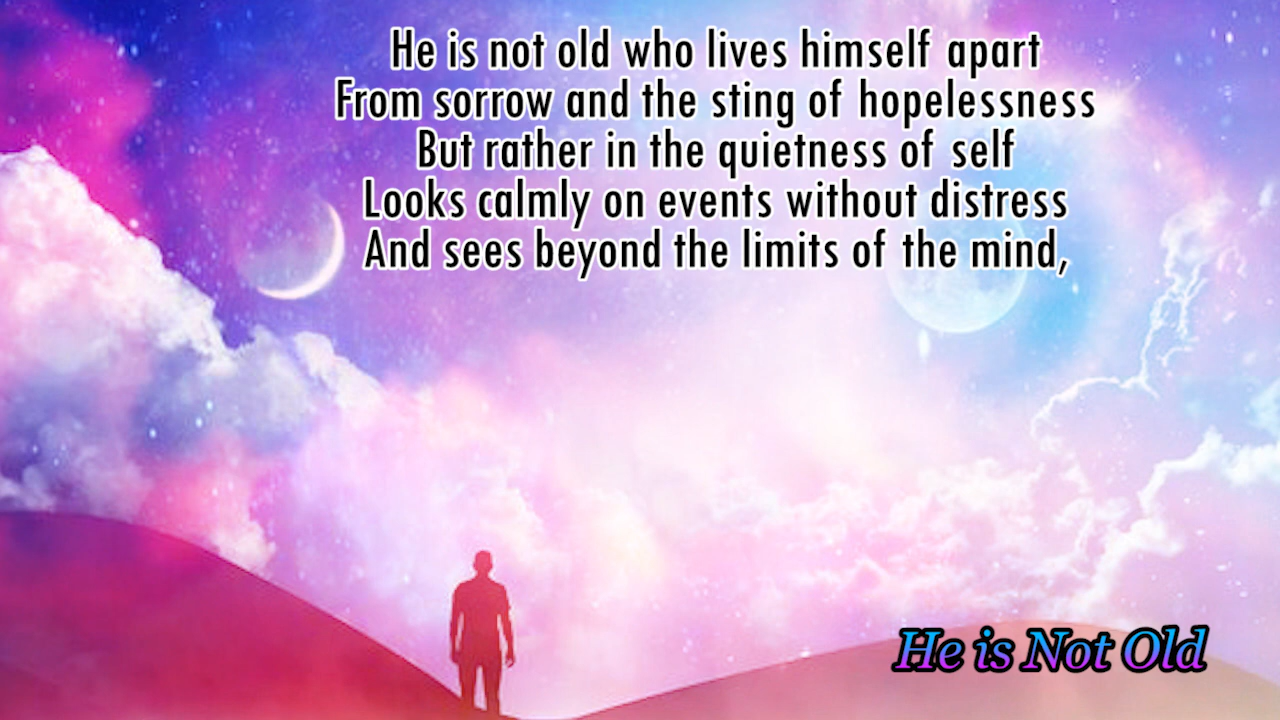 He is not old who lives himself apart
From sorrow and the sting of hopelessness
But rather in the quietness of self
Looks calmly on events without distress
And sees beyond the limits of the mind,
He is Not Old